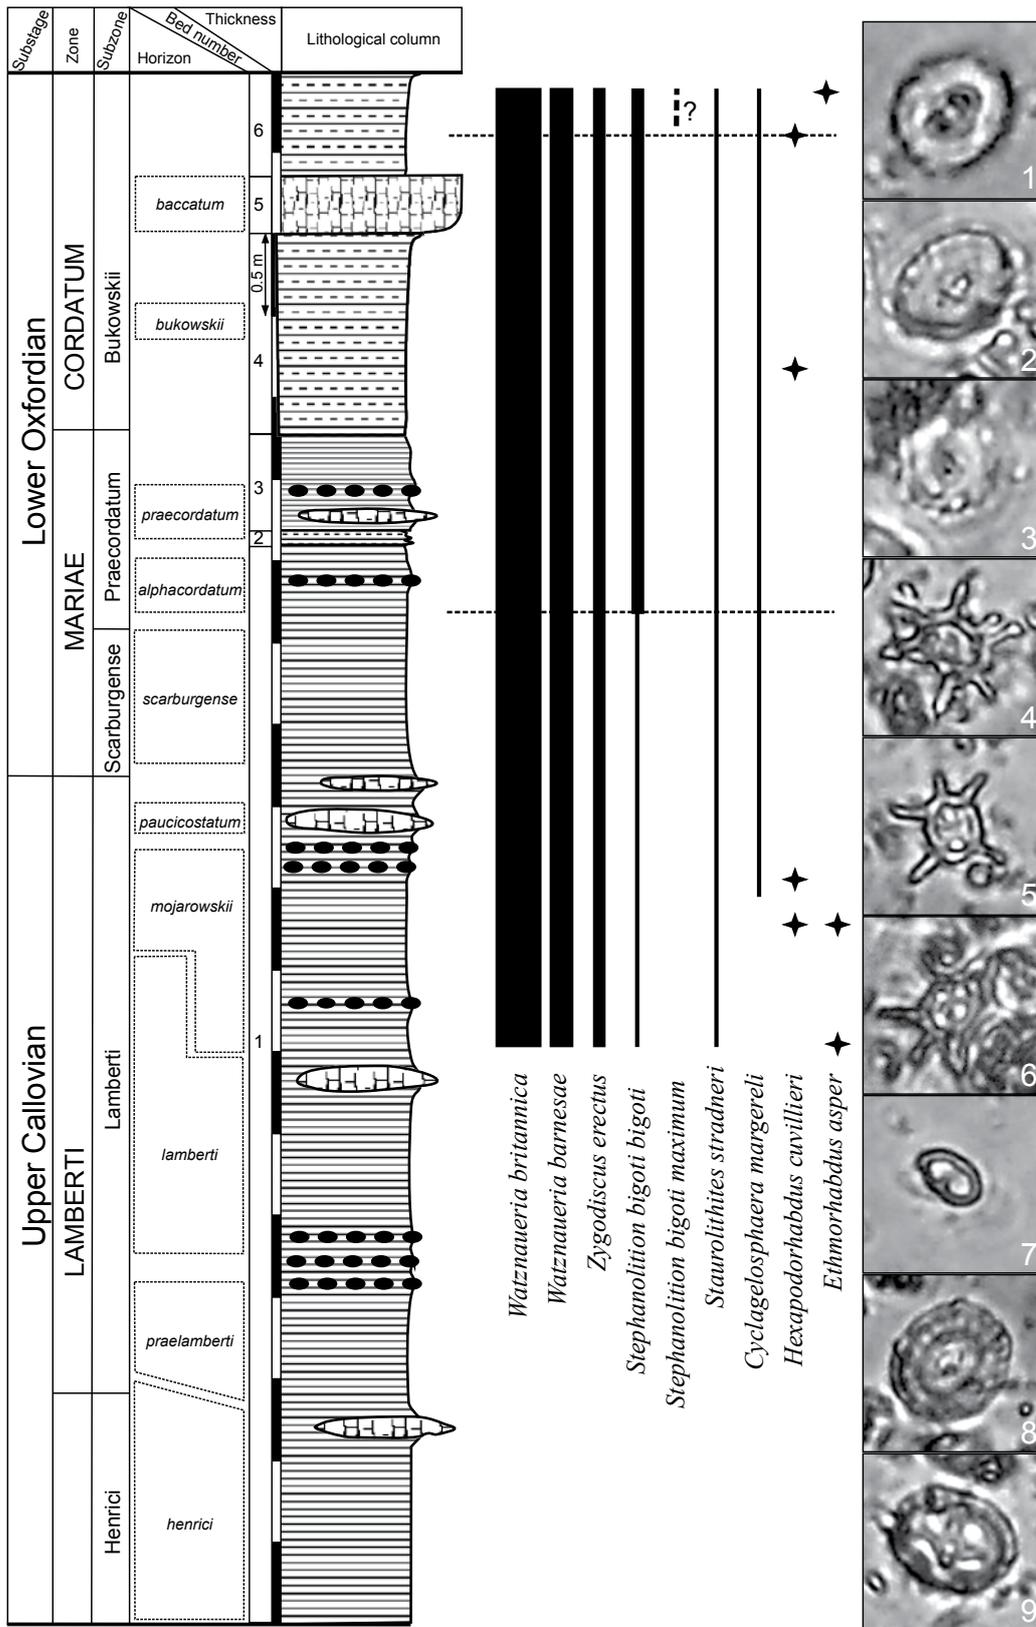 Substage
Zone
Subzone
Horizon
Bed number
Thickness
Lithological column
Lower Oxfordian
Upper Callovian
CORDATUM
MARIAE
LAMBERTI
Bukowskii
Praecordatum
Scarburgense
Lamberti
Henrici
baccatum
bukowskii
praecordatum
alphacordatum
scarburgense
paucicostatum
mojarowskii
lamberti
praelamberti
henrici
6
5
0.5 m
4
3
2
1
?
Watznaueria britannica
Watznaueria barnesae
Zygodiscus erectus
Stephanolition bigoti bigoti
Stephanolition bigoti maximum
Staurolithites stradneri
Cyclagelosphaera margereli
Hexapodorhabdus cuvillieri
Ethmorhabdus asper
1
2
3
4
5
6
7
8
9